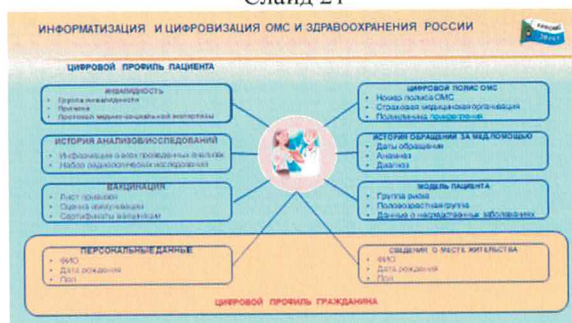 Слайд 21
ИНФОРМАТИЗАЦИЯ И ЦИФРОВИЗАЦИЯ ОМС И ЗДРАВООХРАНЕНИЯ РОССИИ
ЦИФРОВОЙ ПРОФИЛЬ ПАЦИЕНТА
ИНВАЛИДНОСТЬ
• Группа инвалидности
• Причина
• Протокол медико-социальной экспертизы
ИСТОРИЯ АНАЛИЗОВ/ИССЛЕДОВАНИЙ
• Информация о всех проведенных анализах
• Набор радиологических исследований
ВАКЦИНАЦИЯ
• Лист прививок
• Оценка иммунизации
• Сертификаты вакцинации
ЦИФРОВОЙ ПОЛИС ОМС
• Номер полиса ОМС
• Страховая медицинская организация
• Поликлиника прикрепления
ИСТОРИЯ ОБРАЩЕНИЙ ЗА МЕД.ПОМОЩЬЮ
• Даты обращения
• Анамнез
• Диагноз
МОДЕЛЬ ПАЦИЕНТА
• Группа риска
• Половозрастная группа
• Данные о наследственных заболеваниях
ПЕРСОНАЛЬНЫЕ ДАННЫЕ
• ФИО
• Дата рождения
• Пол
СВЕДЕНИЯ О МЕСТЕ ЖИТЕЛЬСТВА
• ФИО
• Дата рождения
• Пол
ЦИФРОВОЙ ПРОФИЛЬ ГРАЖДАНИНА